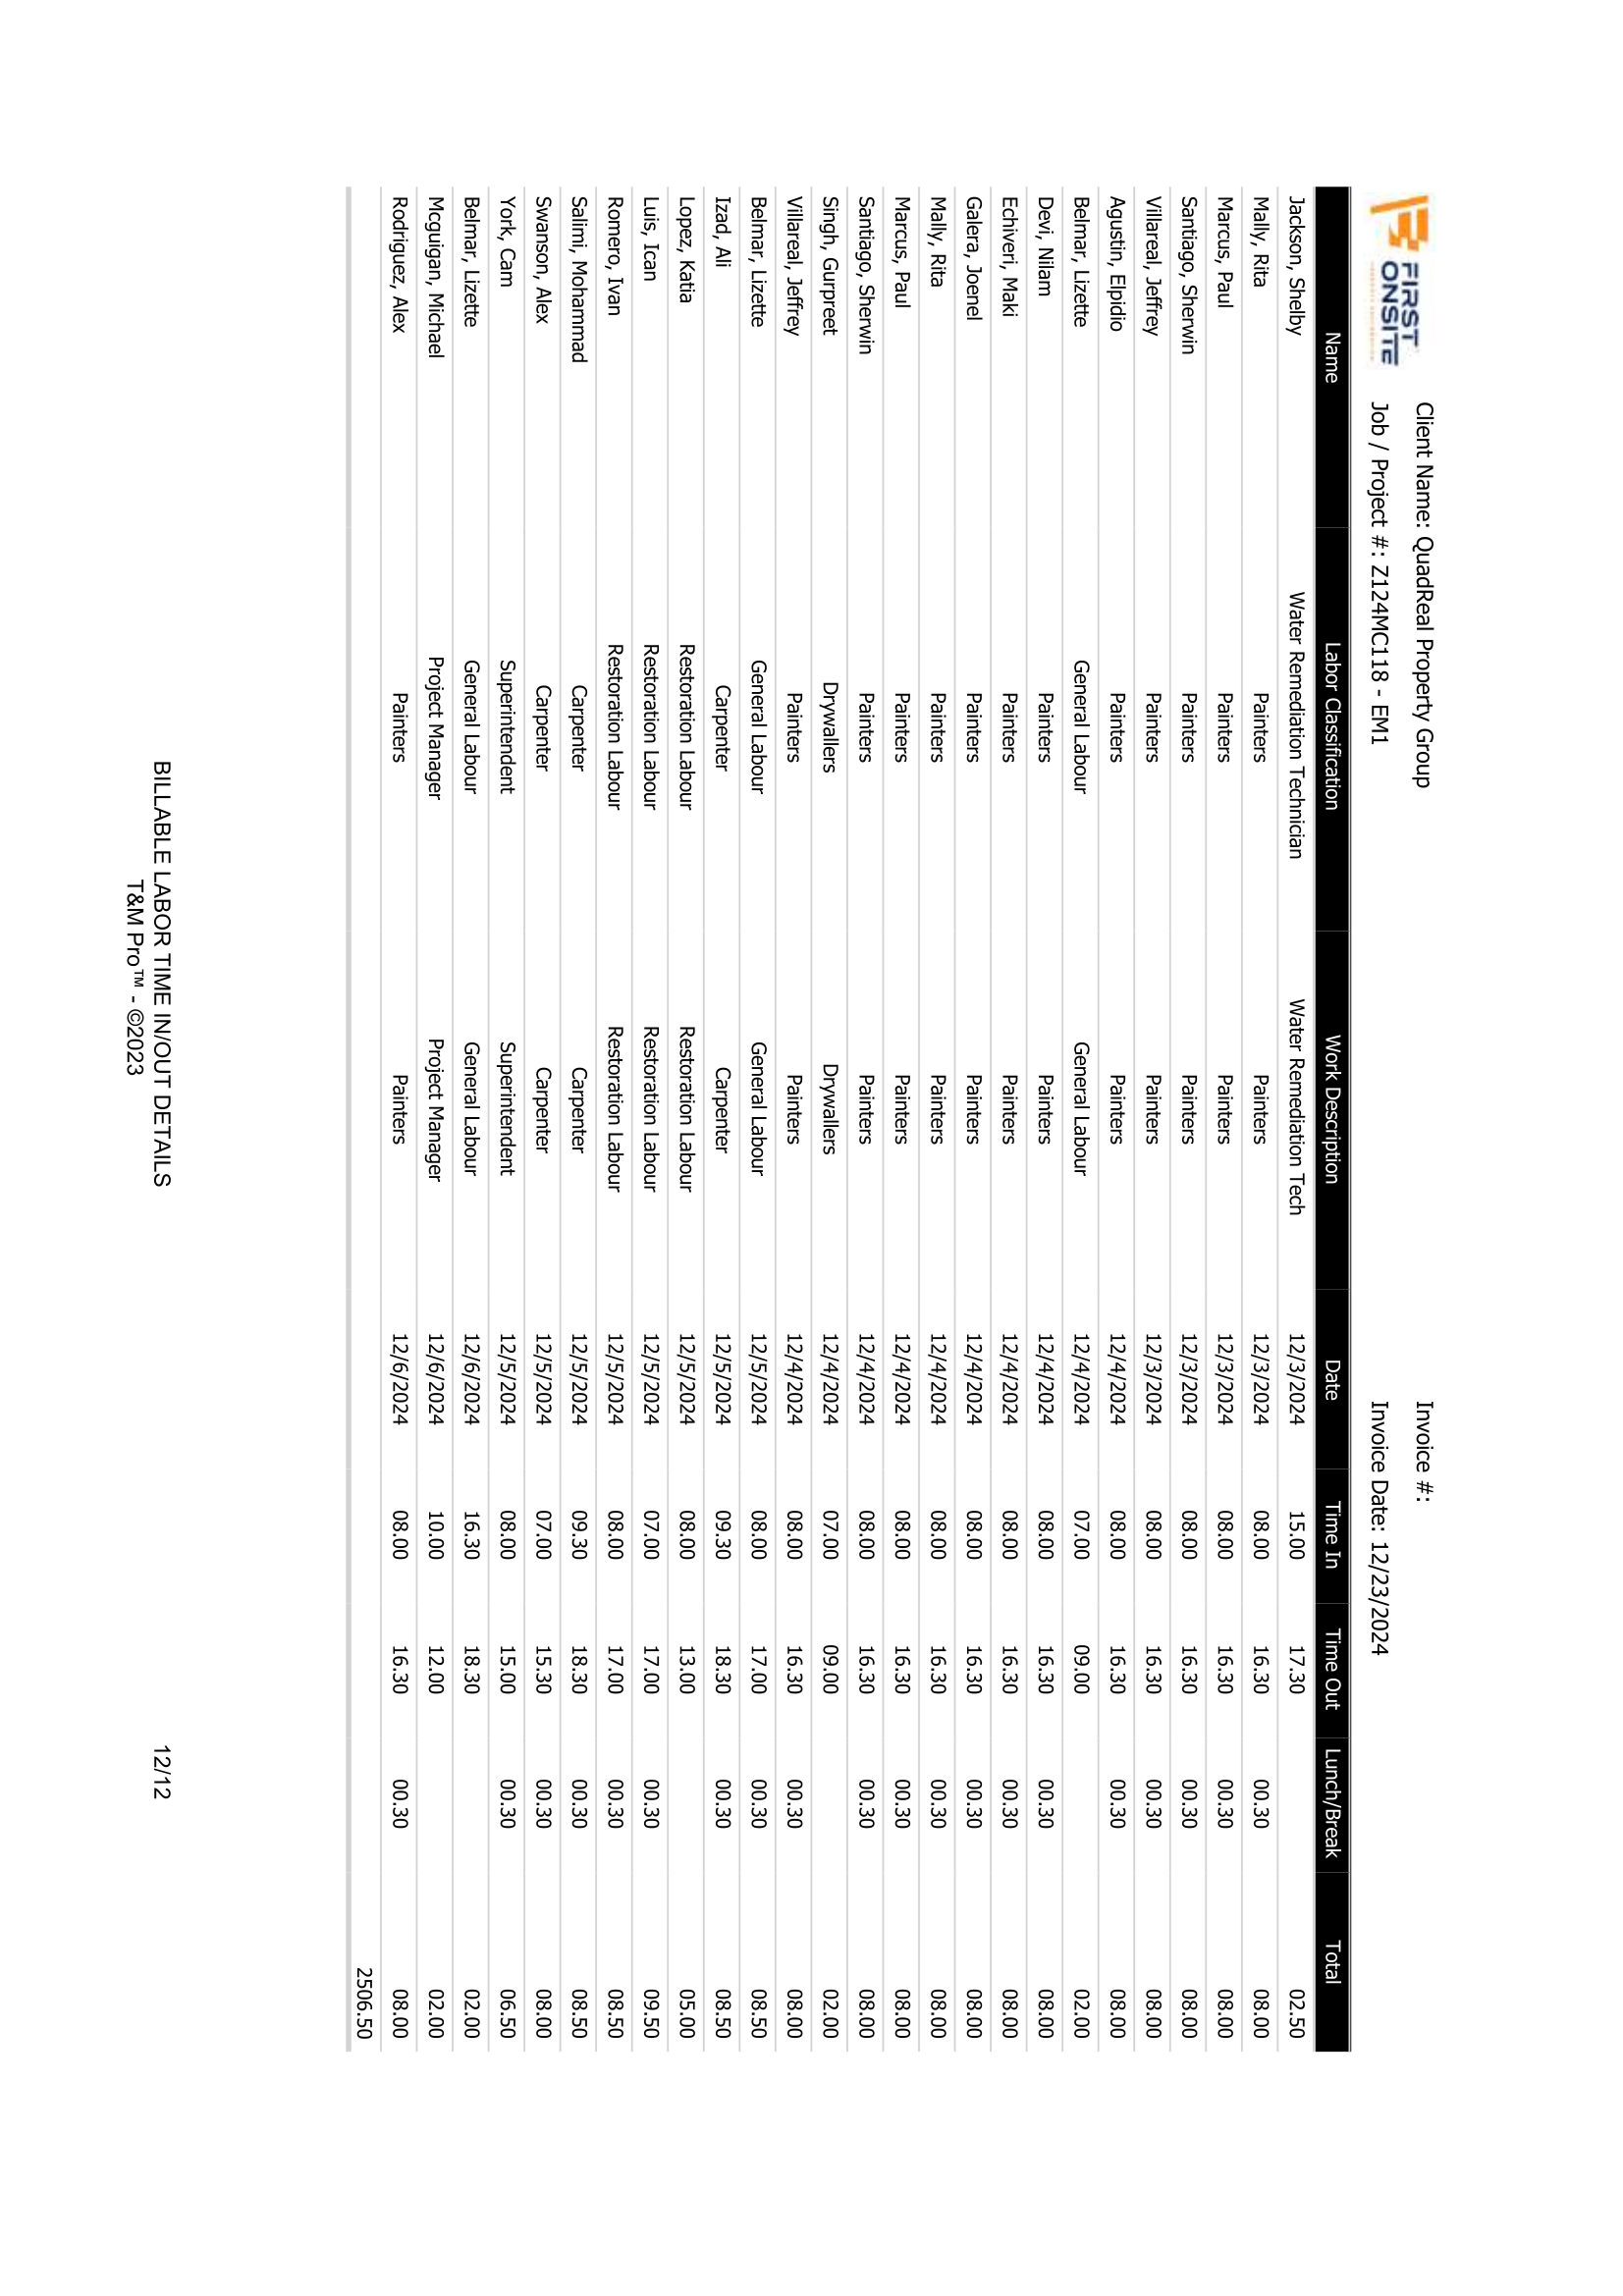 FIRST
ONSITE
Client Name: QuadReal Property Group
Invoice #:
Job / Project #: Z124MC118 - EM1
Invoice Date: 12/23/2024
Name Labor Classification Work Description Date Time In Time Out Lunch/Break Total
Jackson, Shelby Water Remediation Technician Water Remediation Tech 12/3/2024 15.00 17.30 02.50
Mally, Rita Painters Painters 12/3/2024 08.00 16.30 00.30 08.00
Marcus, Paul Painters Painters 12/3/2024 08.00 16.30 00.30 08.00
Santiago, Sherwin Painters Painters 12/3/2024 08.00 16.30 00.30 08.00
Villareal, Jeffrey Painters Painters 12/3/2024 08.00 16.30 00.30 08.00
Agustin, Elpidio Painters Painters 12/4/2024 08.00 16.30 00.30 08.00
Belmar, Lizette General Labour General Labour 12/4/2024 07.00 09.00 02.00
Devi, Nilam Painters Painters 12/4/2024 08.00 16.30 00.30 08.00
Echiveri, Maki Painters Painters 12/4/2024 08.00 16.30 00.30 08.00
Galera, Joenel Painters Painters 12/4/2024 08.00 16.30 00.30 08.00
Mally, Rita Painters Painters 12/4/2024 08.00 16.30 00.30 08.00
Marcus, Paul Painters Painters 12/4/2024 08.00 16.30 00.30 08.00
Santiago, Sherwin Painters Painters 12/4/2024 08.00 16.30 00.30 08.00
Singh, Gurpreet Drywallers Drywallers 12/4/2024 07.00 09.00 02.00
Villareal, Jeffrey Painters Painters 12/4/2024 08.00 16.30 00.30 08.00
Belmar, Lizette General Labour General Labour 12/5/2024 08.00 17.00 00.30 08.50
Izad, Ali Carpenter Carpenter 12/5/2024 09.30 18.30 00.30 08.50
Lopez, Katia Restoration Labour Restoration Labour 12/5/2024 08.00 13.00 05.00
Luis, Ican Restoration Labour Restoration Labour 12/5/2024 07.00 17.00 00.30 09.50
Romero, Ivan Restoration Labour Restoration Labour 12/5/2024 08.00 17.00 00.30 08.50
Salimi, Mohammad Carpenter Carpenter 12/5/2024 09.30 18.30 00.30 08.50
Swanson, Alex Carpenter Carpenter 12/5/2024 07.00 15.30 00.30 08.00
York, Cam Superintendent Superintendent 12/5/2024 08.00 15.00 00.30 06.50
Belmar, Lizette General Labour General Labour 12/6/2024 16.30 18.30 02.00
Mcguigan, Michael Project Manager Project Manager 12/6/2024 10.00 12.00 02.00
Rodriguez, Alex Painters Painters 12/6/2024 08.00 16.30 00.30 08.00
2506.50
BILLABLE LABOR TIME IN/OUT DETAILS
12/12
T&M Pro™ - ©2023